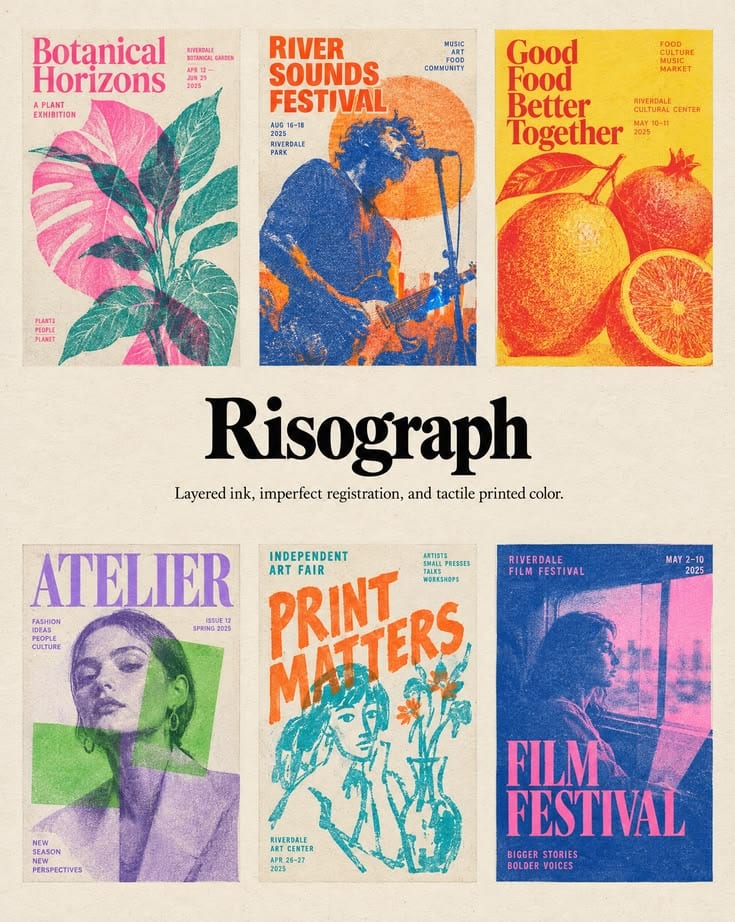 Botanical
Horizons
A PLANT
EXHIBITION
RIVERDALE
BOTANICAL GARDEN
APR 12 —
JUN 29
2025
PLANTS
PEOPLE
PLANET
RIVER
SOUNDS
FESTIVAL
AUG 16–18
2025
RIVERDALE
PARK
MUSIC
ART
FOOD
COMMUNITY
Good
Food
Better
Together
FOOD
CULTURE
MUSIC
MARKET
RIVERDALE
CULTURAL CENTER
MAY 10–11
2025
Risograph
Layered ink, imperfect registration, and tactile printed color.
ATELIER
FASHION
IDEAS
PEOPLE
CULTURE
ISSUE 12
SPRING 2025
NEW
SEASON
NEW
PERSPECTIVES
INDEPENDENT
ART FAIR
ARTISTS
SMALL PRESSES
TALKS
WORKSHOPS
PRINT
MATTERS
RIVERDALE
ART CENTER
APR 26–27
2025
RIVERDALE
FILM FESTIVAL
MAY 2–10
2025
FILM
FESTIVAL
BIGGER STORIES
BOLDER VOICES